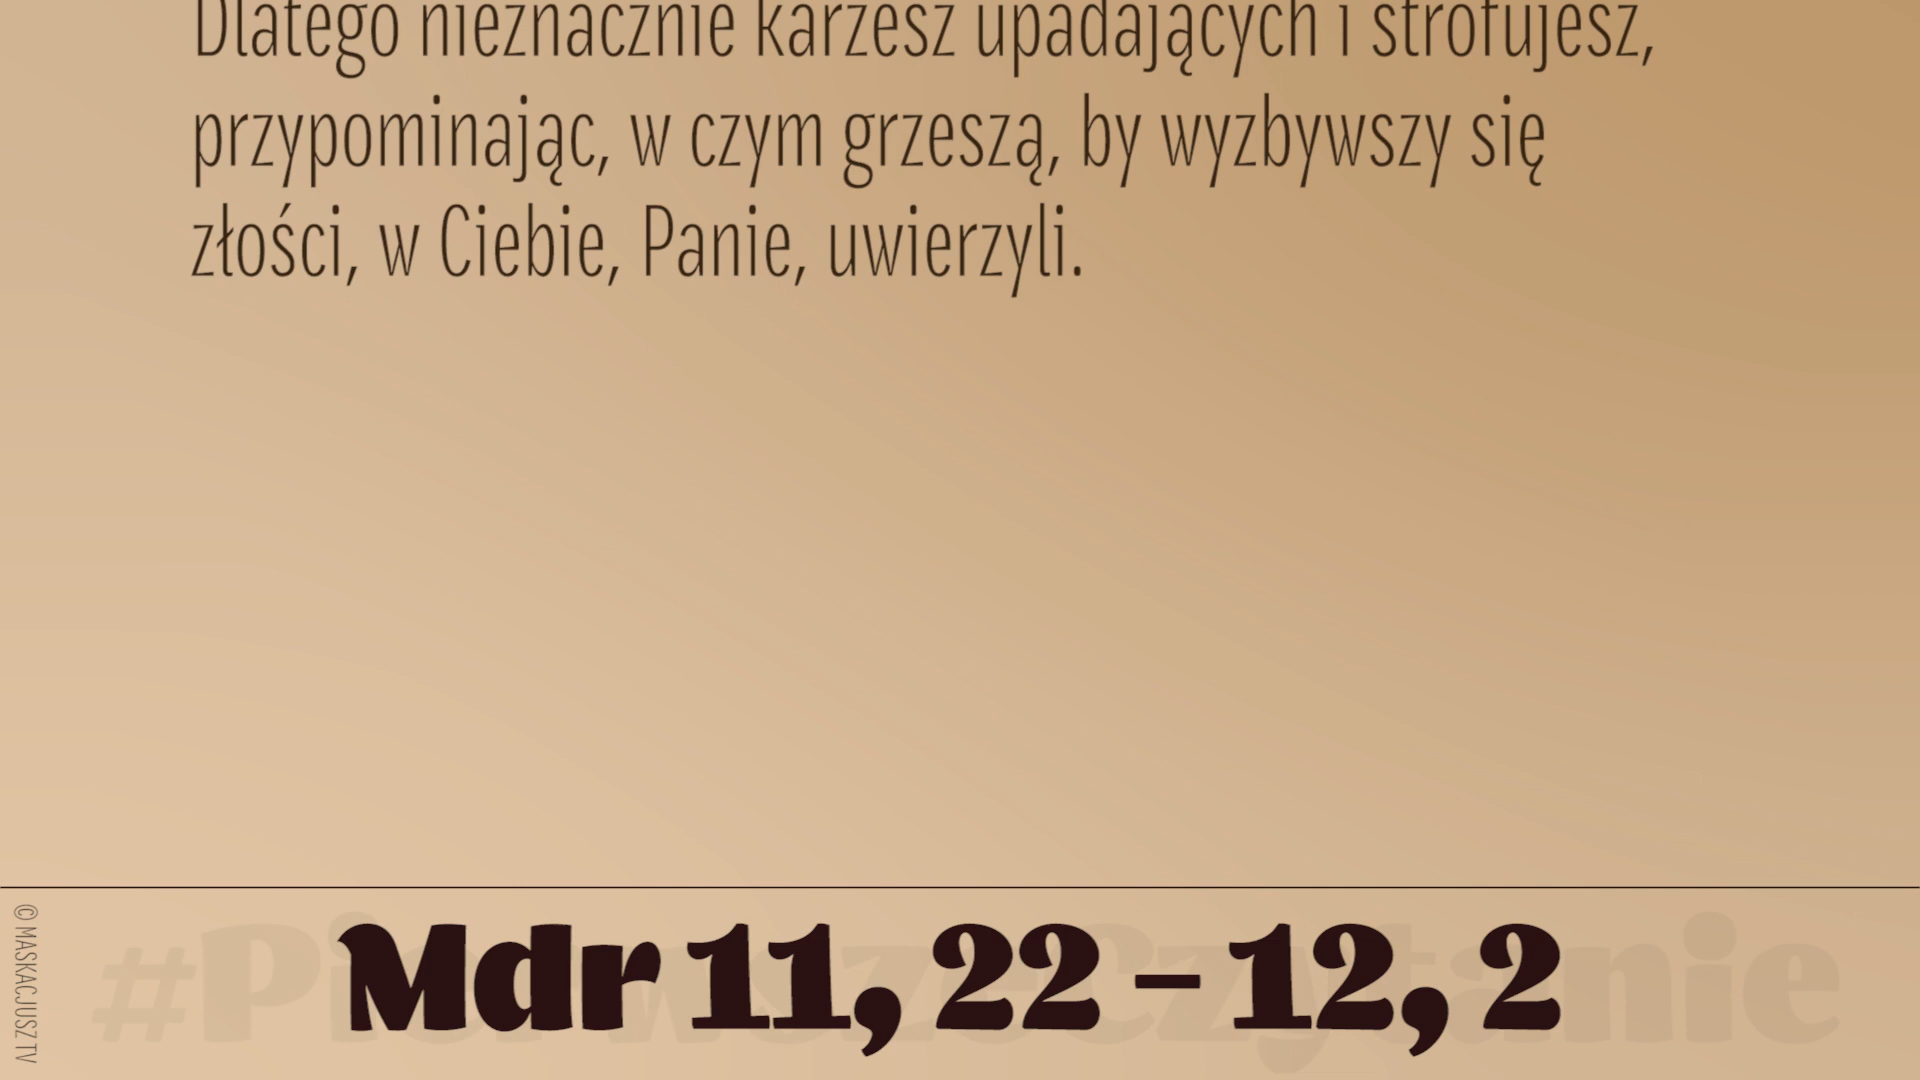 Dlatego nieznacznie karzesz upadających i strofujesz,
przypominając, w czym grzeszą, by wyzbywszy się
złości, w Ciebie, Panie, uwierzyli.
#PierwszeCzytanie
Mdr 11, 22 – 12, 2
© MASKACJUSZ TV